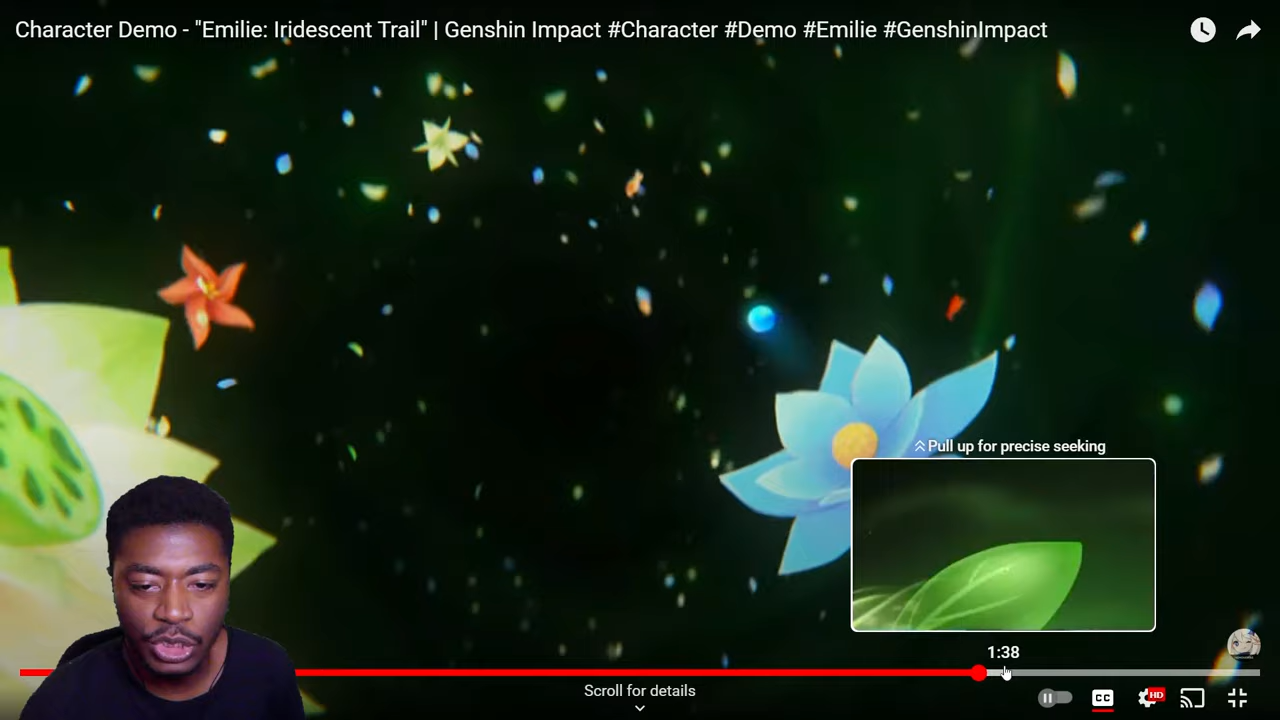 Character Demo - "Emilie: Iridescent Trail" | Genshin Impact #Character #Demo #Emilie #GenshinImpact
Pull up for precise seeking
1:38
Scroll for details
CC
HD